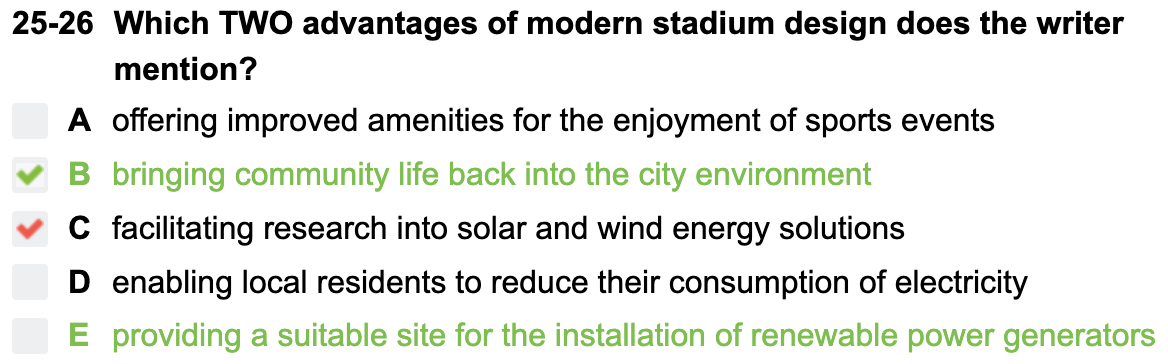 25-26 Which TWO advantages of modern stadium design does the writer
mention?
A offering improved amenities for the enjoyment of sports events
B bringing community life back into the city environment
C facilitating research into solar and wind energy solutions
D enabling local residents to reduce their consumption of electricity
E providing a suitable site for the installation of renewable power generators